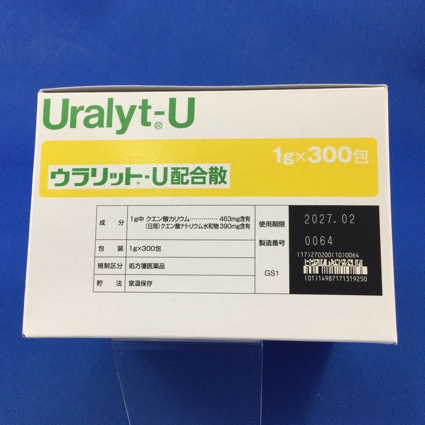 Uralyt-U®
1g×300包
ウラリット®-U配合散
成分 1g中 クエン酸カリウム………… 463mg含有
(日局)クエン酸ナトリウム水和物 390mg含有
包装 1g×300包
規制区分 処方箋医薬品
貯法 室温保存
使用期限 2027.02
製造番号 0064
(17)270200(10)0064
GS1
(01)14987171319250